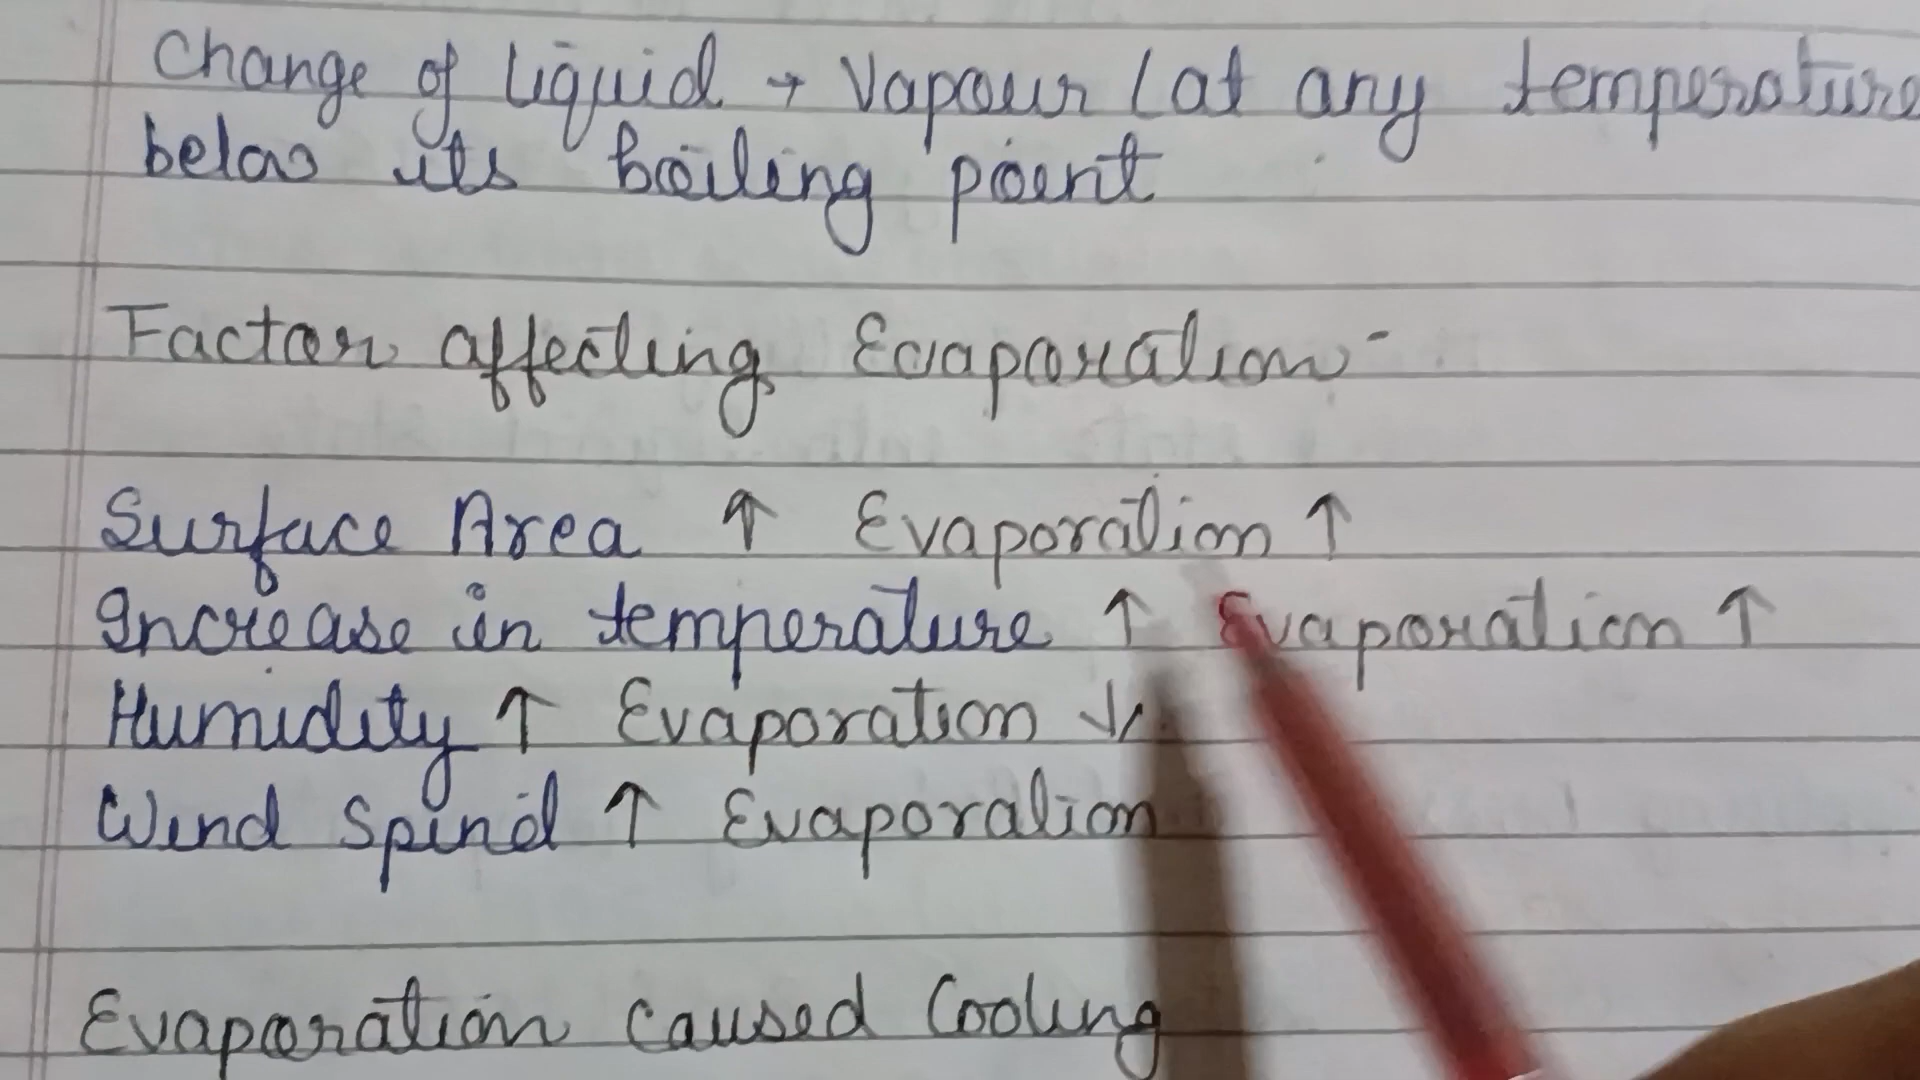 Change of liquid → Vapour (at any temperature
below its boiling point
Factor affecting Evaporation -
Surface Area ↑ Evaporation ↑
Increase in temperature ↑ Evaporation ↑
Humidity ↑ Evaporation ↓
Wind Spind ↑ Evaporation
Evaporation caused Cooling